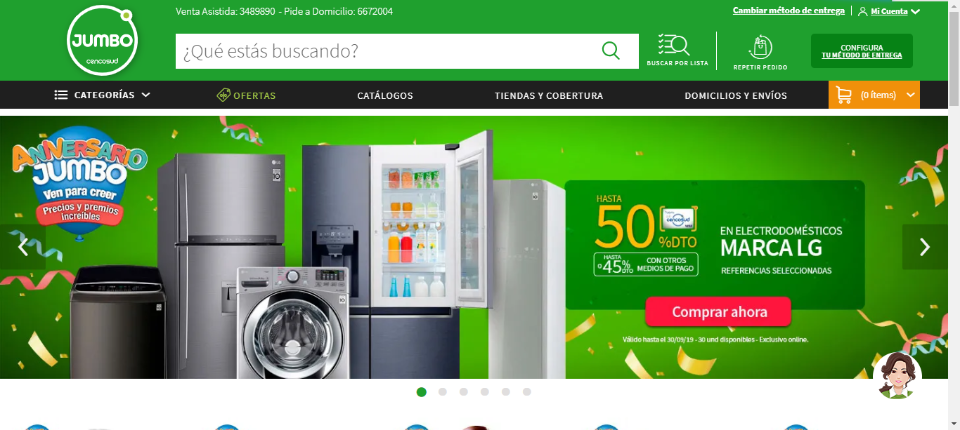 Venta Asistida: 3489890 - Pide a Domicilio: 6672004
Cambiar método de entrega
Mi Cuenta
JUMBO
cencosud
¿Qué estás buscando?
BUSCAR POR LISTA
REPETIR PEDIDO
CONFIGURA
TU MÉTODO DE ENTREGA
CATEGORÍAS
OFERTAS
CATÁLOGOS
TIENDAS Y COBERTURA
DOMICILIOS Y ENVÍOS
(0 ítems)
ANIVERSARIO
JUMBO
Ven para creer
Precios y premios
increíbles
HASTA
50
%DTO
cencosud
HASTA
45%
CON OTROS
MEDIOS DE PAGO
EN ELECTRODOMÉSTICOS
MARCA LG
REFERENCIAS SELECCIONADAS
Comprar ahora
Válido hasta el 30/09/19 - 30 und disponibles - Exclusivo online.